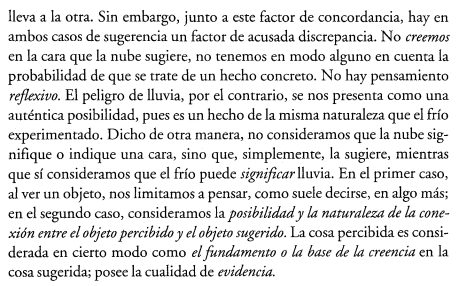 lleva a la otra. Sin embargo, junto a este factor de concordancia, hay en
ambos casos de sugerencia un factor de acusada discrepancia. No creemos
en la cara que la nube sugiere, no tenemos en modo alguno en cuenta la
probabilidad de que se trate de un hecho concreto. No hay pensamiento
reflexivo. El peligro de lluvia, por el contrario, se nos presenta como una
auténtica posibilidad, pues es un hecho de la misma naturaleza que el frío
experimentado. Dicho de otra manera, no consideramos que la nube sig-
nifique o indique una cara, sino que, simplemente, la sugiere, mientras
que sí consideramos que el frío puede significar lluvia. En el primer caso,
al ver un objeto, nos limitamos a pensar, como suele decirse, en algo más;
en el segundo caso, consideramos la posibilidad y la naturaleza de la cone-
xión entre el objeto percibido y el objeto sugerido. La cosa percibida es consi-
derada en cierto modo como el fundamento o la base de la creencia en la
cosa sugerida; posee la cualidad de evidencia.